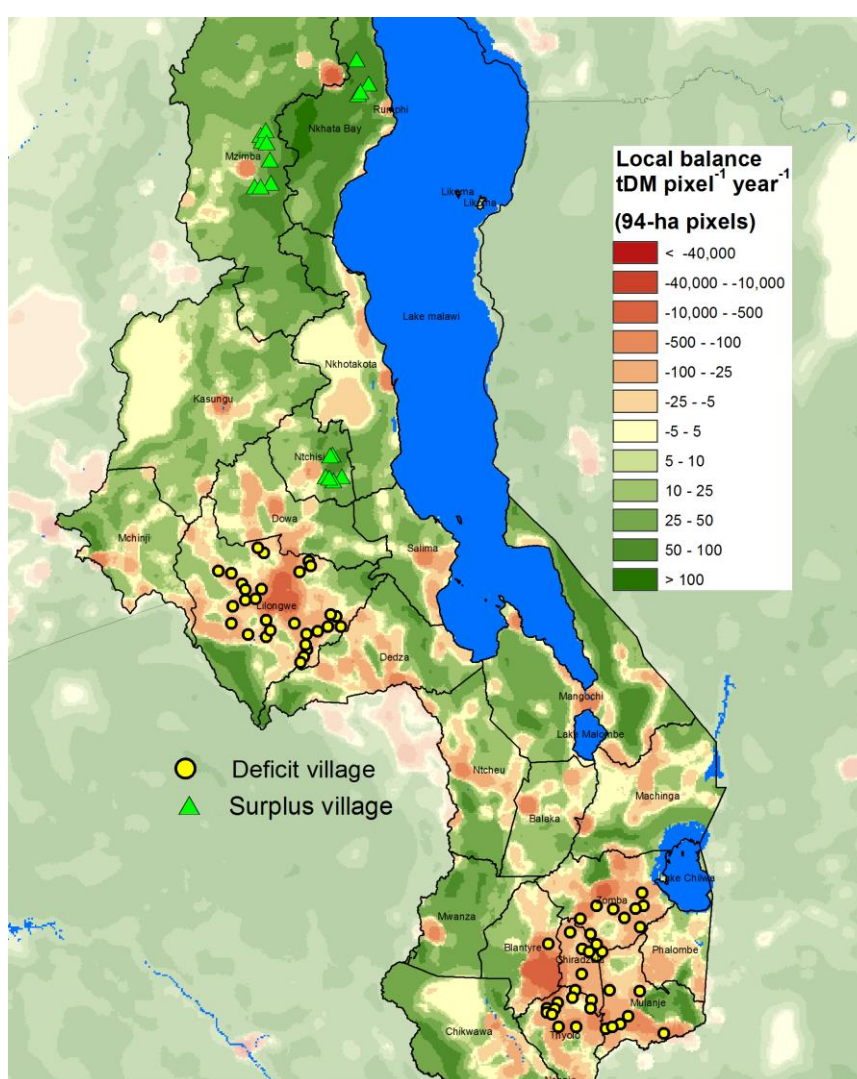 Rumphi
Nkhata Bay
Mzimba
Local balance
tDM pixel-1 year-1
(94-ha pixels)
< -40,000
-40,000 - -10,000
-10,000 - -500
-500 - -100
-100 - -25
-25 - -5
-5 - 5
5 - 10
10 - 25
25 - 50
50 - 100
> 100
Likoma
Lake malawi
Nkhotakota
Kasungu
Ntchisi
Dowa
Mchinji
Salima
Lilongwe
Dedza
Mangochi
Lake Malombe
Deficit village
Surplus village
Ntcheu
Machinga
Balaka
Lake Chilwa
Zomba
Mwanza
Blantyre
Phalombe
Chiradzulu
Mulanje
Chikwawa
Thyolo